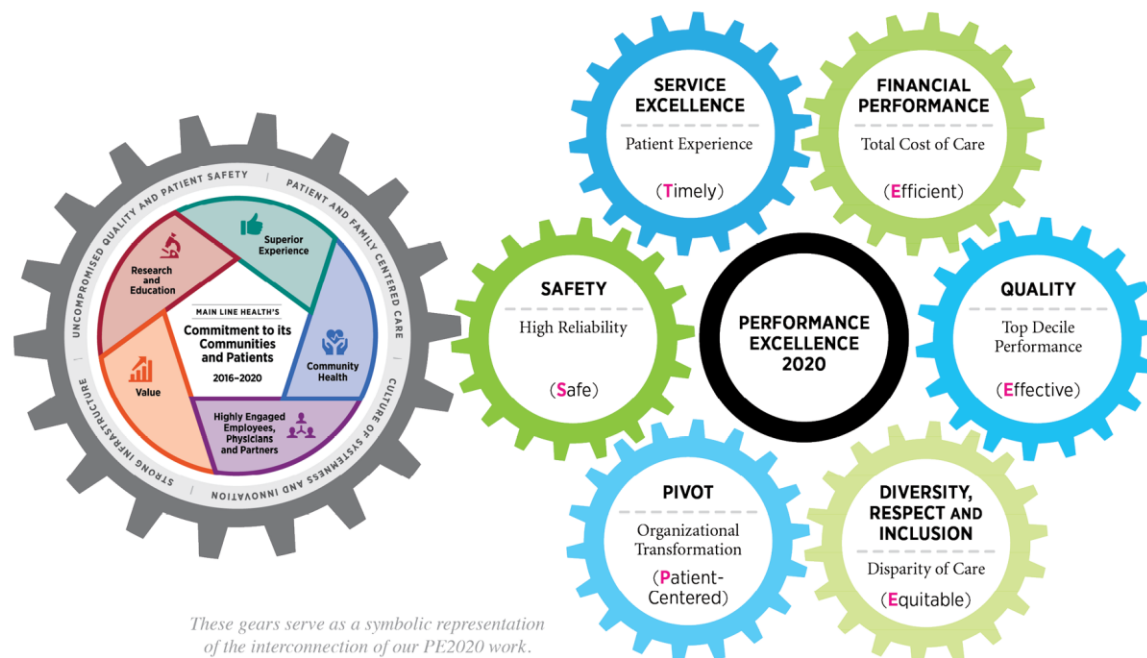 UNCOMPROMISED QUALITY AND PATIENT SAFETY
PATIENT AND FAMILY CENTERED CARE
CULTURE OF SYSTEMNESS AND INNOVATION
STRONG INFRASTRUCTURE
Superior
Experience
Research
and
Education
MAIN LINE HEALTH'S
Commitment to its
Communities
and Patients
2016–2020
Community
Health
Value
Highly Engaged
Employees,
Physicians
and Partners
These gears serve as a symbolic representation
of the interconnection of our PE2020 work.
SERVICE
EXCELLENCE
Patient Experience
(Timely)
FINANCIAL
PERFORMANCE
Total Cost of Care
(Efficient)
SAFETY
High Reliability
(Safe)
PERFORMANCE
EXCELLENCE
2020
QUALITY
Top Decile
Performance
(Effective)
PIVOT
Organizational
Transformation
(Patient-
Centered)
DIVERSITY,
RESPECT AND
INCLUSION
Disparity of Care
(Equitable)